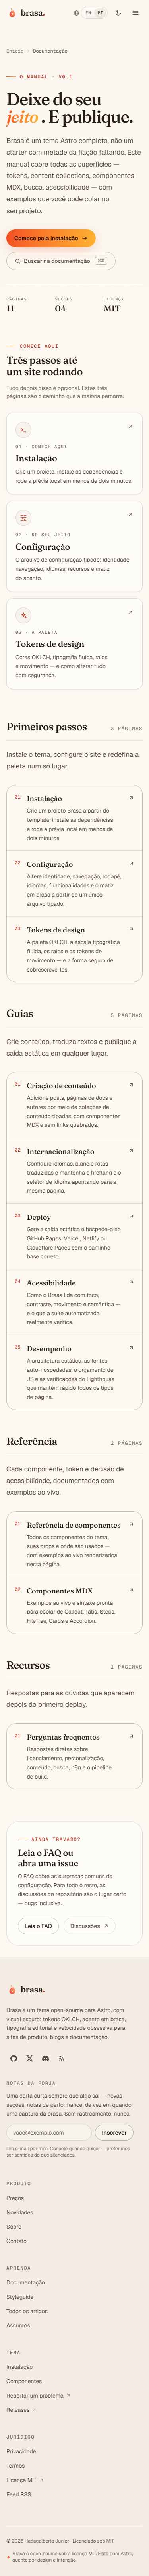 brasa.
EN PT
Início / Documentação
O MANUAL · V0.1
Deixe do seu
jeito . E publique.
Brasa é um tema Astro completo, não um
starter com metade da fiação faltando. Este
manual cobre todas as superfícies —
tokens, content collections, componentes
MDX, busca, acessibilidade — com
exemplos que você pode colar no
seu projeto.
Comece pela instalação →
Buscar na documentação ⌘K
PÁGINAS
11
SEÇÕES
04
LICENÇA
MIT
COMECE AQUI
Três passos até
um site rodando
Tudo depois disso é opcional. Estas três
páginas são o caminho que a maioria percorre.
01 · COMECE AQUI
Instalação
Crie um projeto, instale as dependências e
rode a prévia local em menos de dois minutos.
02 · DO SEU JEITO
Configuração
O arquivo de configuração tipado: identidade,
navegação, idiomas, recursos e matiz
do acento.
03 · A PALETA
Tokens de design
Cores OKLCH, tipografia fluida, raios
e movimento — e como alterar tudo
com segurança.
Primeiros passos
3 PÁGINAS
Instale o tema, configure o site e redefina a
paleta num só lugar.
01 Instalação
Crie um projeto Brasa a partir do
template, instale as dependências
e rode a prévia local em menos de
dois minutos.
02 Configuração
Altere identidade, navegação, rodapé,
idiomas, funcionalidades e o matiz
em brasa a partir de um único
arquivo tipado.
03 Tokens de design
A paleta OKLCH, a escala tipográfica
fluida, os raios e os tokens de
movimento — e a forma segura de
sobrescrevê-los.
Guias
5 PÁGINAS
Crie conteúdo, traduza textos e publique a
saída estática em qualquer lugar.
01 Criação de conteúdo
Adicione posts, páginas de docs e
autores por meio de coleções de
conteúdo tipadas, com componentes
MDX e sem links quebrados.
02 Internacionalização
Configure idiomas, planeje rotas
traduzidas e mantenha o hreflang e o
seletor de idioma apontando para a
mesma página.
03 Deploy
Gere a saída estática e hospede-a no
GitHub Pages, Vercel, Netlify ou
Cloudflare Pages com o caminho
base correto.
04 Acessibilidade
Como o Brasa lida com foco,
contraste, movimento e semântica —
e o que a suíte automatizada
realmente verifica.
05 Desempenho
A arquitetura estática, as fontes
auto-hospedadas, o orçamento de
JS e as verificações do Lighthouse
que mantêm rápido todos os tipos
de página.
Referência
2 PÁGINAS
Cada componente, token e decisão de
acessibilidade, documentados com
exemplos ao vivo.
01 Referência de componentes
Todos os componentes do tema,
suas props e onde são usados —
com exemplos ao vivo renderizados
nesta página.
02 Componentes MDX
Exemplos ao vivo e sintaxe pronta
para copiar de Callout, Tabs, Steps,
FileTree, Cards e Accordion.
Recursos
1 PÁGINAS
Respostas para as dúvidas que aparecem
depois do primeiro deploy.
01 Perguntas frequentes
Respostas diretas sobre
licenciamento, personalização,
conteúdo, busca, i18n e o pipeline
de build.
AINDA TRAVADO?
Leia o FAQ ou
abra uma issue
O FAQ cobre as surpresas comuns de
configuração. Para todo o resto, as
discussões do repositório são o lugar certo
— bugs inclusive.
Leia o FAQ
Discussões
brasa.
Brasa é um tema open-source para Astro, com
visual escuro: tokens OKLCH, acento em brasa,
tipografia editorial e velocidade obsessiva para
sites de produto, blogs e documentação.
NOTAS DA FORJA
Uma carta curta sempre que algo sai — novas
seções, notas de performance, de vez em quando
uma captura da brasa. Sem rastreamento, nunca.
voce@exemplo.com
Inscrever
Um e-mail por mês. Cancele quando quiser — preferimos
ser sentidos do que silenciados.
PRODUTO
Preços
Novidades
Sobre
Contato
APRENDA
Documentação
Styleguide
Todos os artigos
Assuntos
TEMA
Instalação
Componentes
Reportar um problema
Releases
JURÍDICO
Privacidade
Termos
Licença MIT
Feed RSS
© 2026 Hadagalberto Junior · Licenciado sob MIT.
Brasa é open-source sob a licença MIT. Feito com Astro,
quente por design e intenção.